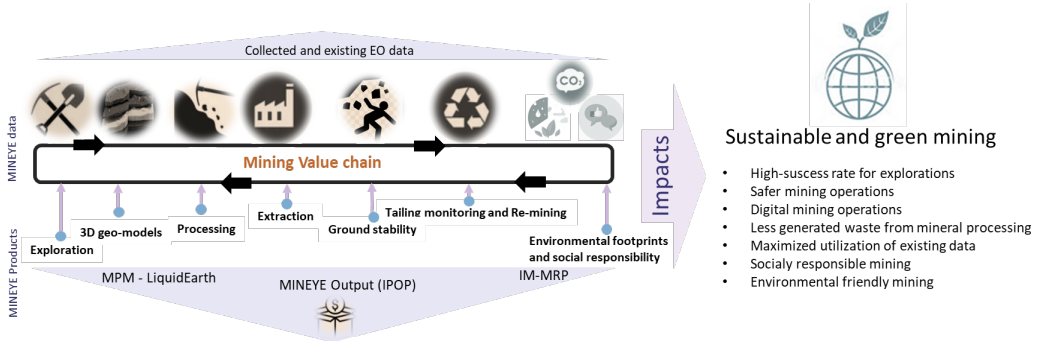 Collected and existing EO data
MINEYE data
CO₂
Mining Value chain
MINEYE Products
Exploration
3D geo-models
Processing
Extraction
Ground stability
Tailing monitoring and Re-mining
Environmental footprints
and social responsibility
MPM - LiquidEarth
MINEYE Output (IPOP)
IM-MRP
$
Impacts
Sustainable and green mining
• High-suscess rate for explorations
• Safer mining operations
• Digital mining operations
• Less generated waste from mineral processing
• Maximized utilization of existing data
• Socialy responsible mining
• Environmental friendly mining